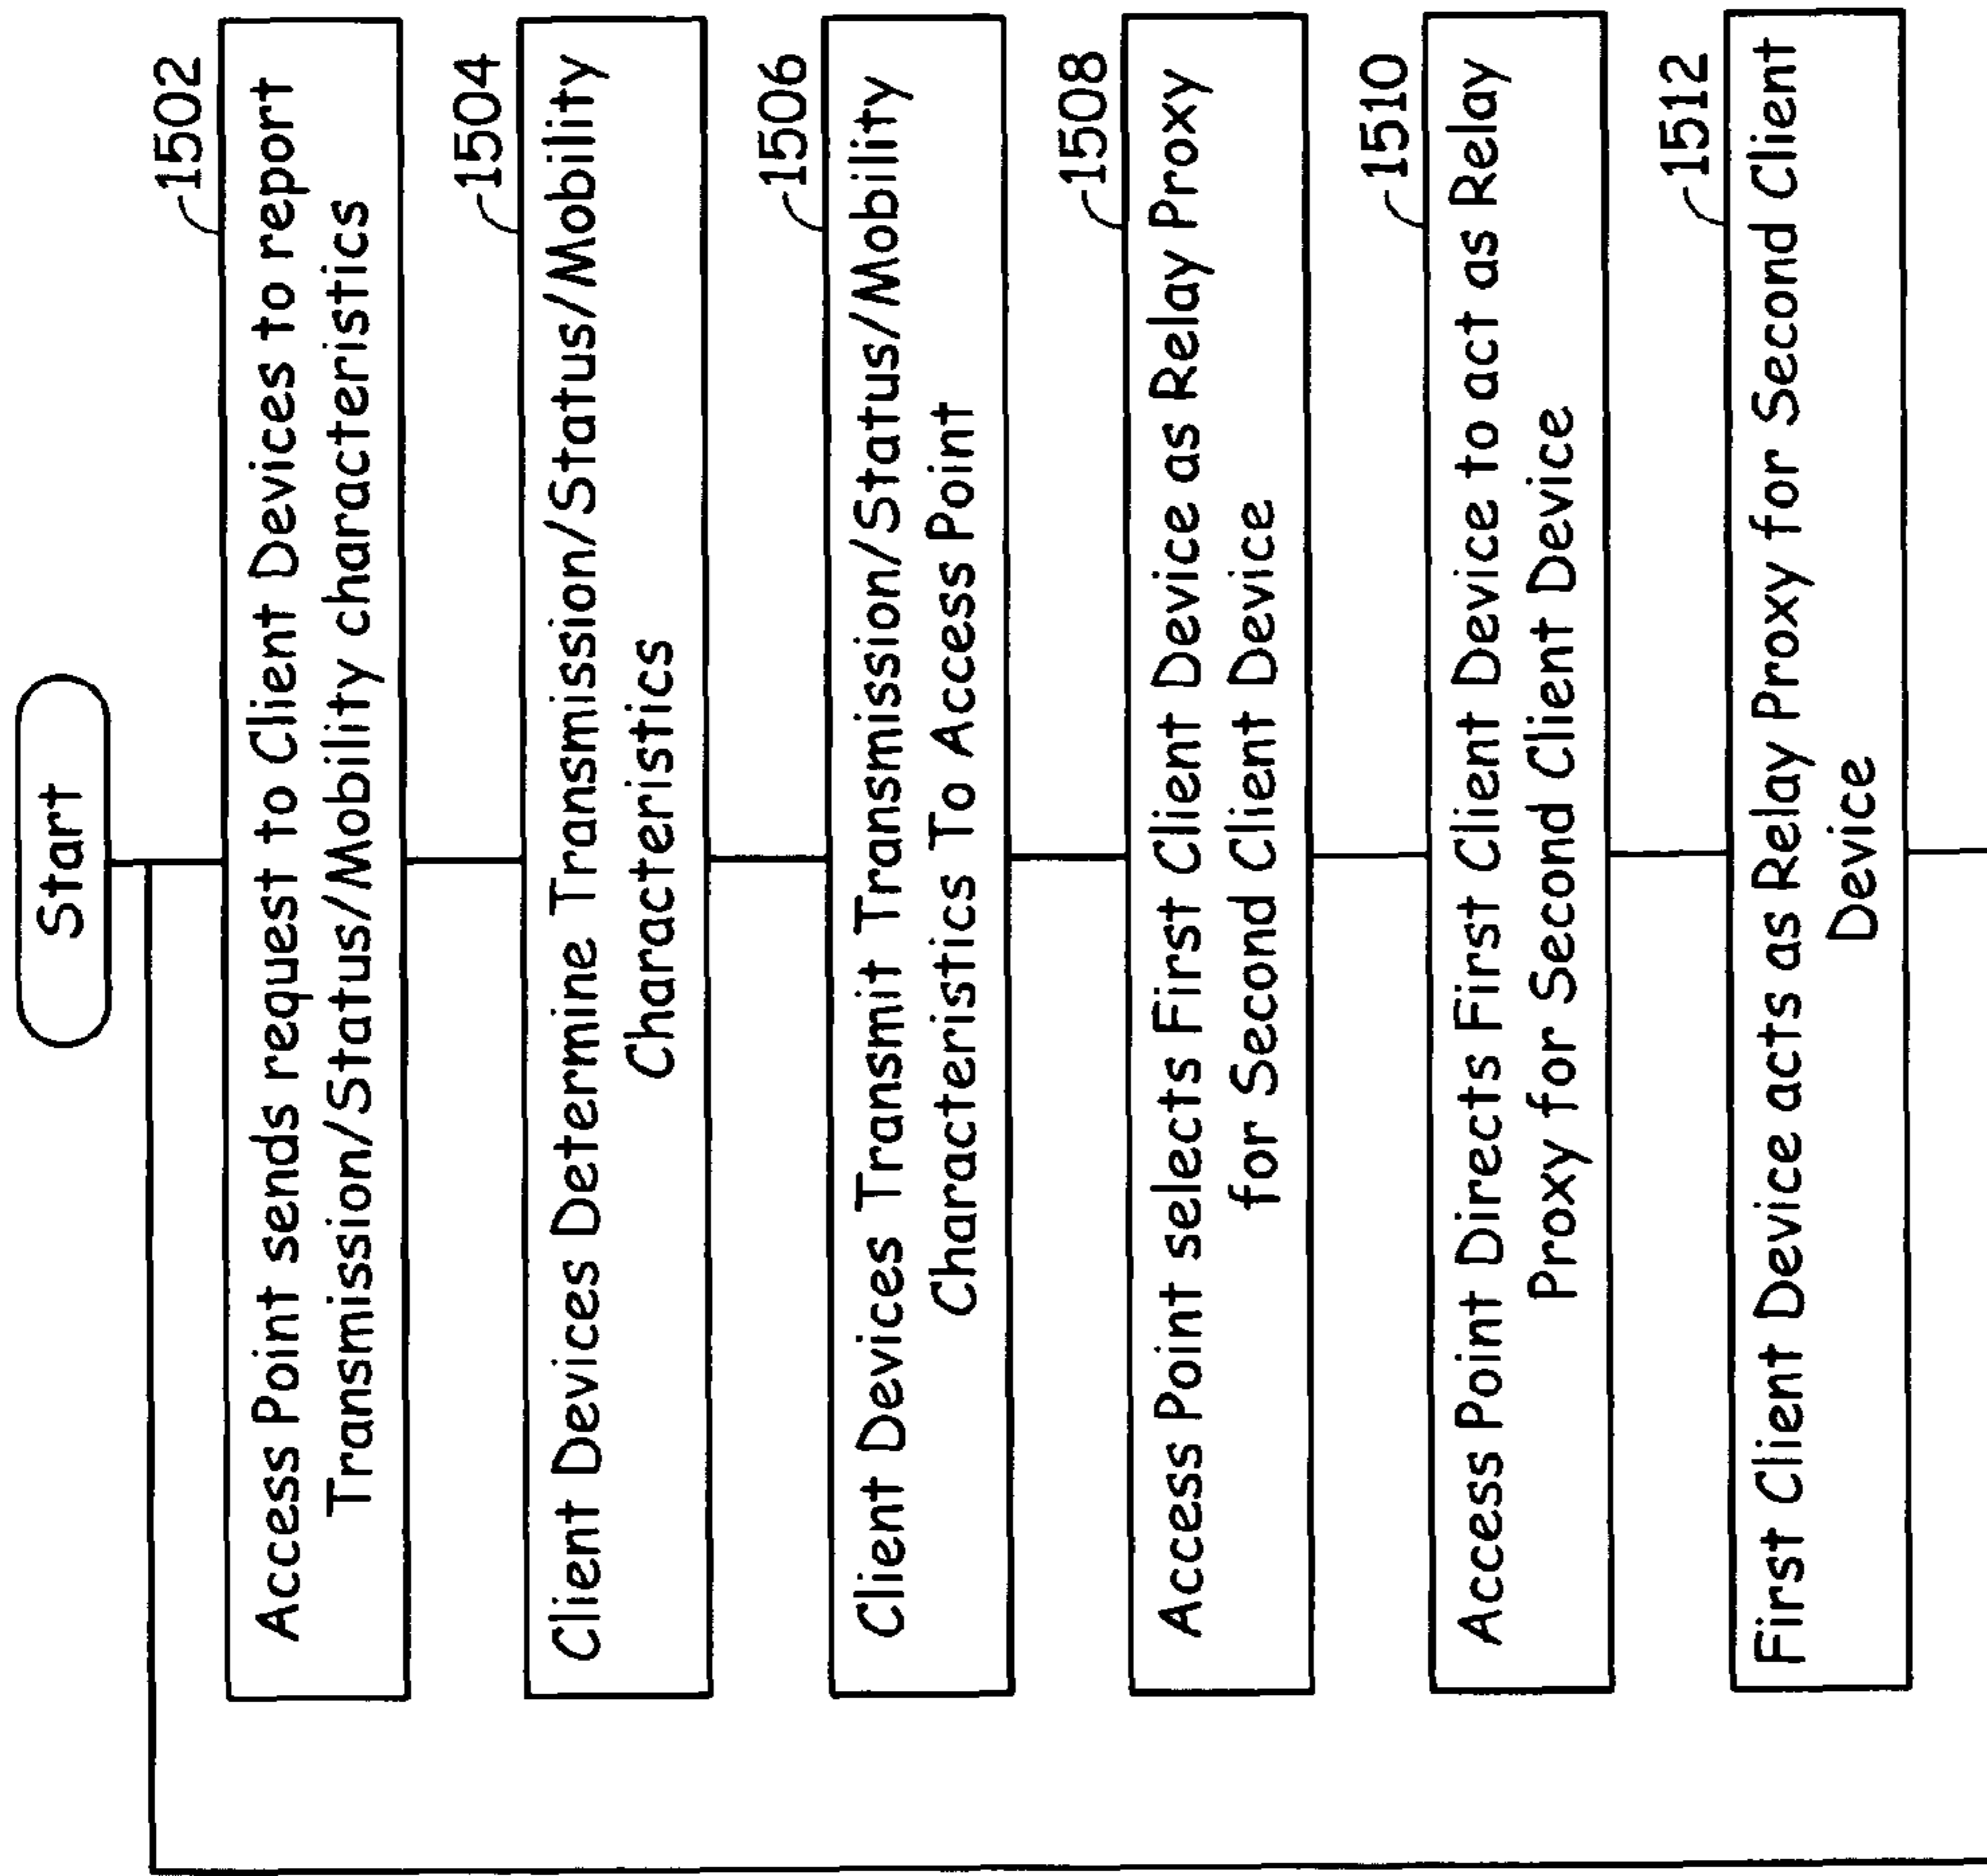 Start
1502
Access Point sends request to Client Devices to report
Transmission/Status/Mobility characteristics
1504
Client Devices Determine Transmission/Status/Mobility
Characteristics
1506
Client Devices Transmit Transmission/Status/Mobility
Characteristics To Access Point
1508
Access Point selects First Client Device as Relay Proxy
for Second Client Device
1510
Access Point Directs First Client Device to act as Relay
Proxy for Second Client Device
1512
First Client Device acts as Relay Proxy for Second Client
Device